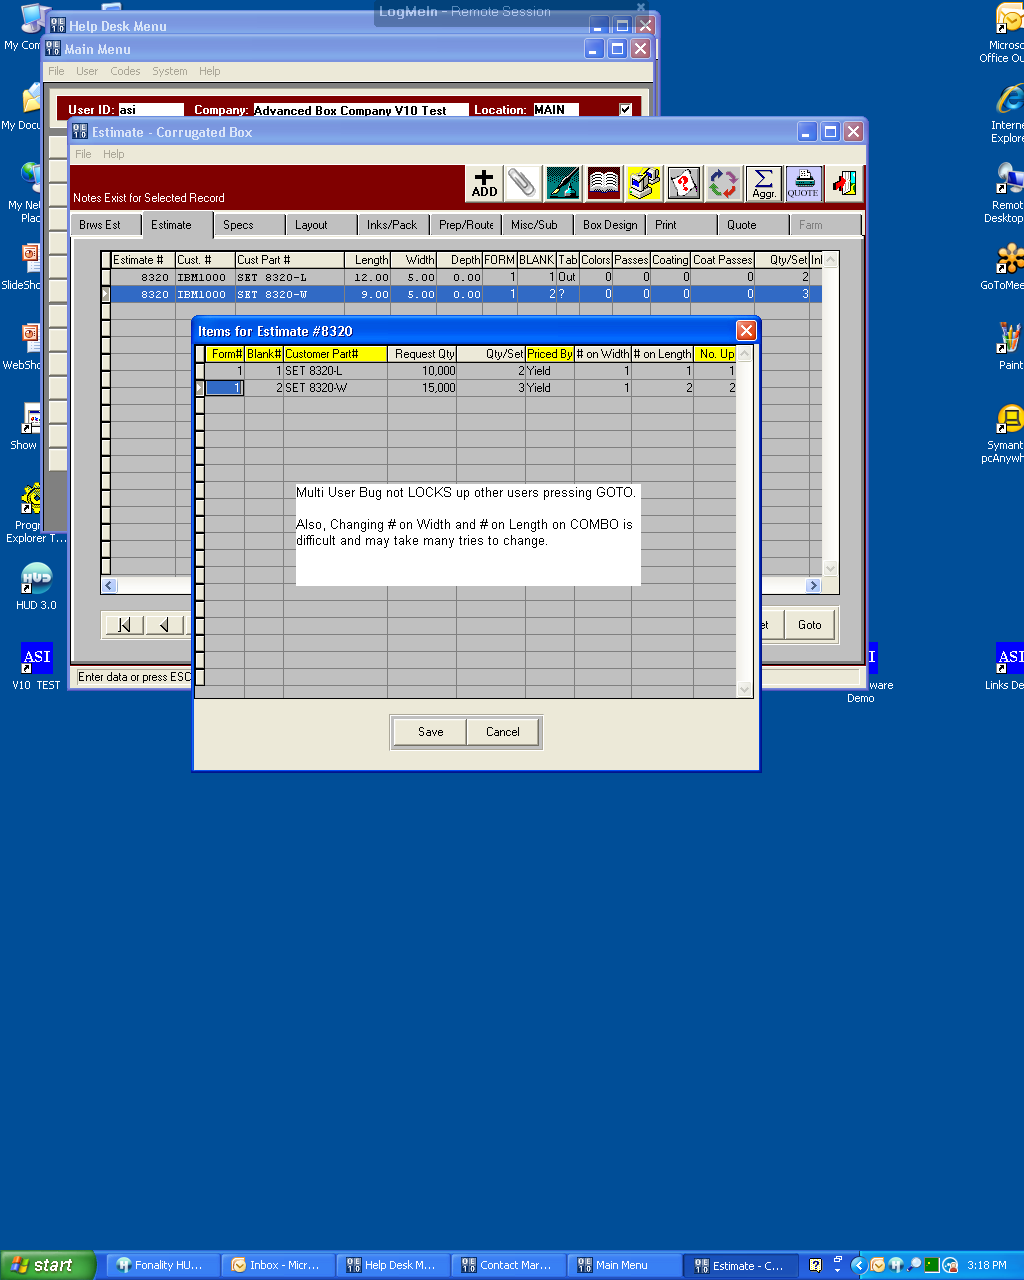 LogMeIn - Remote Session
Help Desk Menu
Main Menu
File User Codes System Help
User ID: asi Company: Advanced Box Company V10 Test Location: MAIN
Estimate - Corrugated Box
File Help
Notes Exist for Selected Record
ADD Aggr. QUOTE
Brws Est Estimate Specs Layout Inks/Pack Prep/Route Misc/Sub Box Design Print Quote Farm
Estimate # Cust. # Cust Part # Length Width Depth FORM BLANK Tab Colors Passes Coating Coat Passes Qty/Set Inl
8320 IBM1000 SET 8320-L 12.00 5.00 0.00 1 1 Out 0 0 0 0 2
8320 IBM1000 SET 8320-W 9.00 5.00 0.00 1 2 ? 0 0 0 0 3
Items for Estimate #8320
Form# Blank# Customer Part# Request Qty Qty/Set Priced By # on Width # on Length No. Up
1 1 SET 8320-L 10,000 2 Yield 1 1 1
1 2 SET 8320-W 15,000 3 Yield 1 2 2
Multi User Bug not LOCKS up other users pressing GOTO.
Also, Changing # on Width and # on Length on COMBO is
difficult and may take many tries to change.
et Goto
Enter data or press ESC
Save Cancel
My Com
My Docu
My Net
Plac
SlideSho
WebSho
Show
Progr
Explorer T...
HUD
HUD 3.0
ASI
V10 TEST
ware
Demo
Micros
Office Ou
Interne
Explore
Remot
Desktop
GoToMee
Paint
Symant
pcAnywh
ASI
Links De
start Fonality HU... Inbox - Micr... Help Desk M... Contact Mar... Main Menu Estimate - C... 3:18 PM